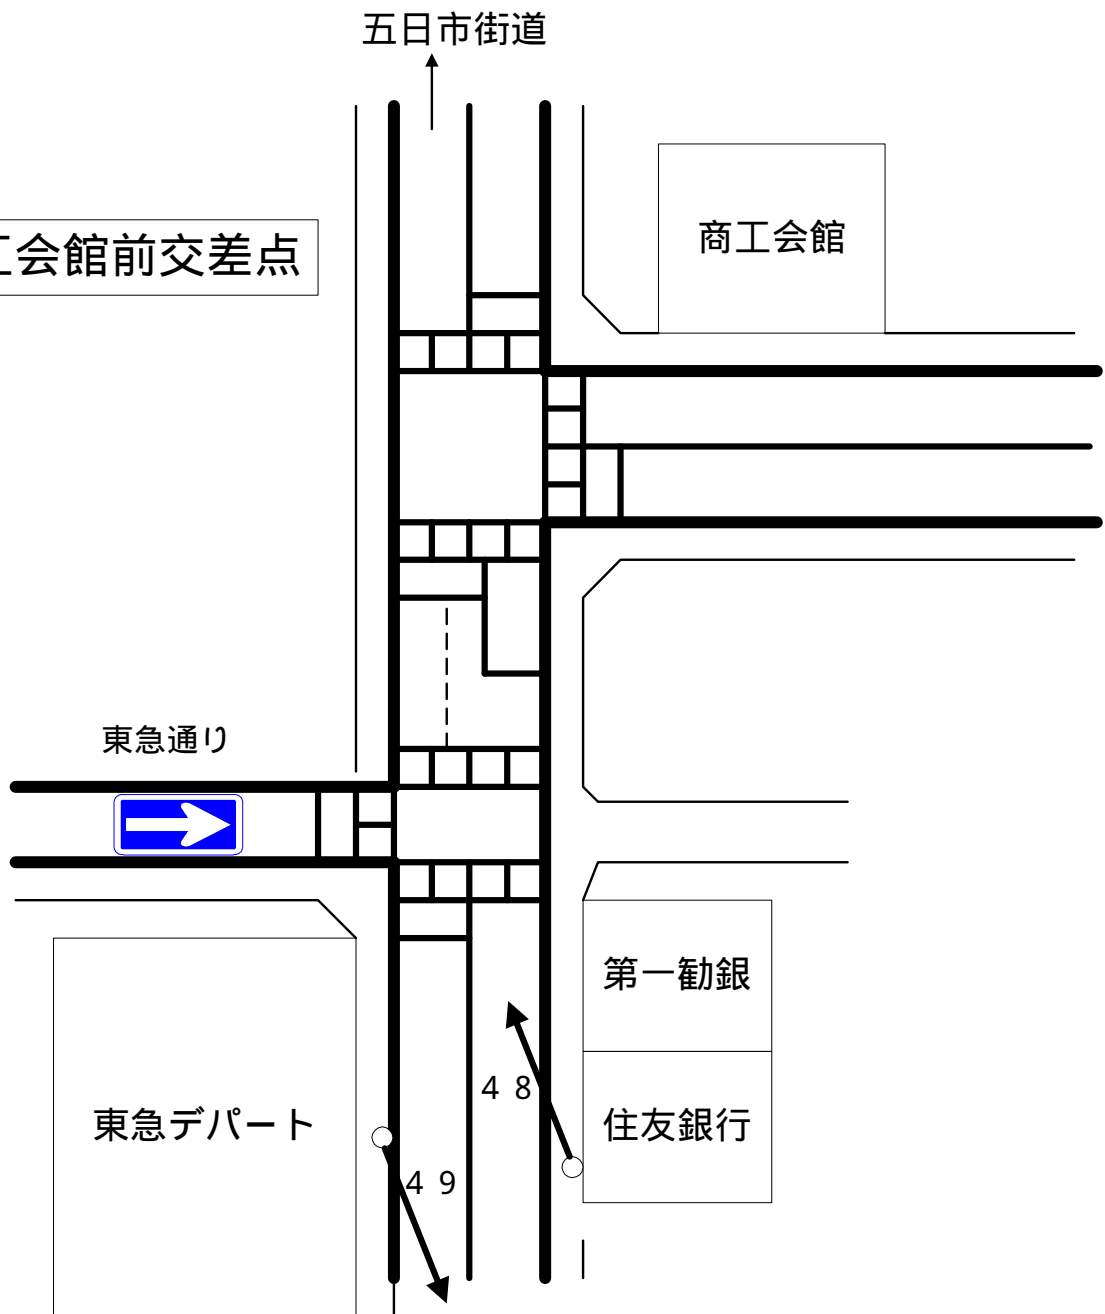 五日市街道
工会館前交差点
商工会館
東急通り
第一勧銀
４８
東急デパート
住友銀行
４９